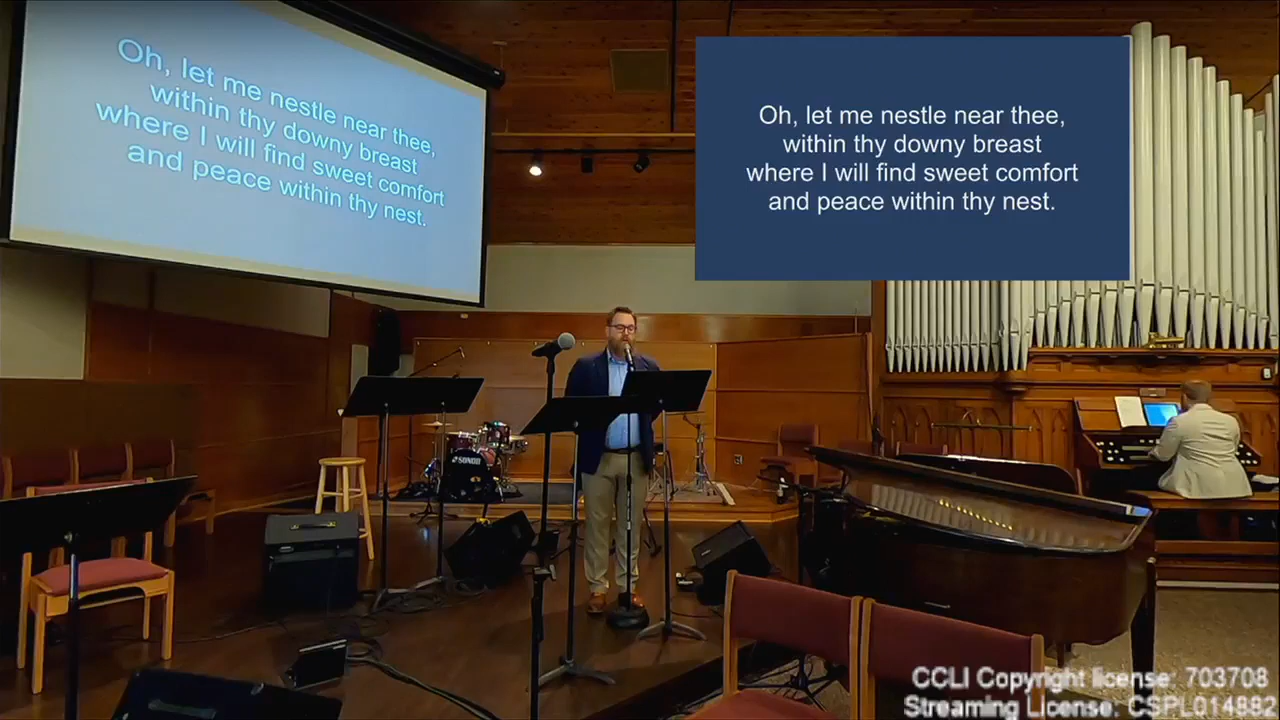 Oh, let me nestle near thee,
within thy downy breast
where I will find sweet comfort
and peace within thy nest.
Oh, let me nestle near thee,
within thy downy breast
where I will find sweet comfort
and peace within thy nest.
SONOR
CCLI Copyright license: 703708
Streaming License: CSPL014882